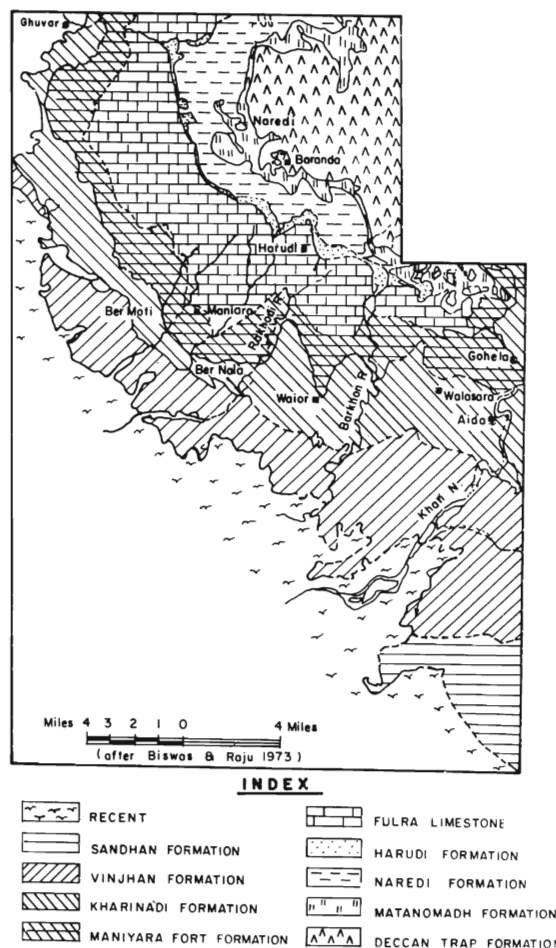 Ghuvar
Naredi
Baranda
Harudi
Ber Moti
Maniara
Rakhadi R.
Ber Nala
Waior
Barkhan R.
Gohela
Walasara
Aida
Khari N.
Miles 4 3 2 1 0 4 Miles
(after Biswas & Raju 1973)
INDEX
RECENT
SANDHAN FORMATION
VINJHAN FORMATION
KHARINADI FORMATION
MANIYARA FORT FORMATION
FULRA LIMESTONE
HARUDI FORMATION
NAREDI FORMATION
MATANOMADH FORMATION
DECCAN TRAP FORMATION